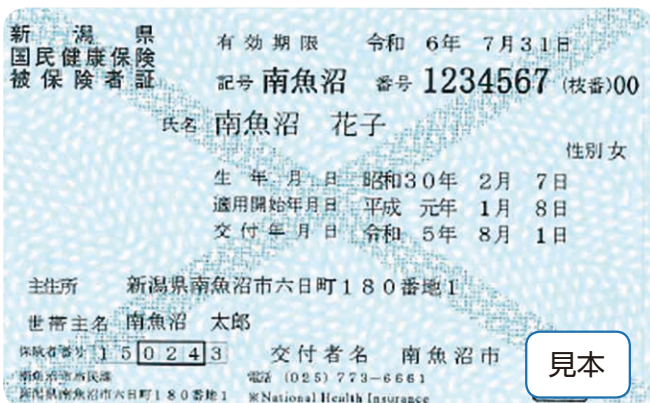 新潟県
国民健康保険
被保険者証
有効期限 令和 6年 7月31日
記号 南魚沼 番号 1234567 (枝番)00
氏名 南魚沼 花子
性別 女
生年月日 昭和30年 2月 7日
適用開始年月日 平成 元年 1月 8日
交付年月日 令和 5年 8月 1日
主住所 新潟県南魚沼市六日町180番地1
世帯主名 南魚沼 太郎
保険者番号 150243 交付者名 南魚沼市
南魚沼市市民課 電話 (025) 773-6661
新潟県南魚沼市六日町180番地1 ※National Health Insurance
見本